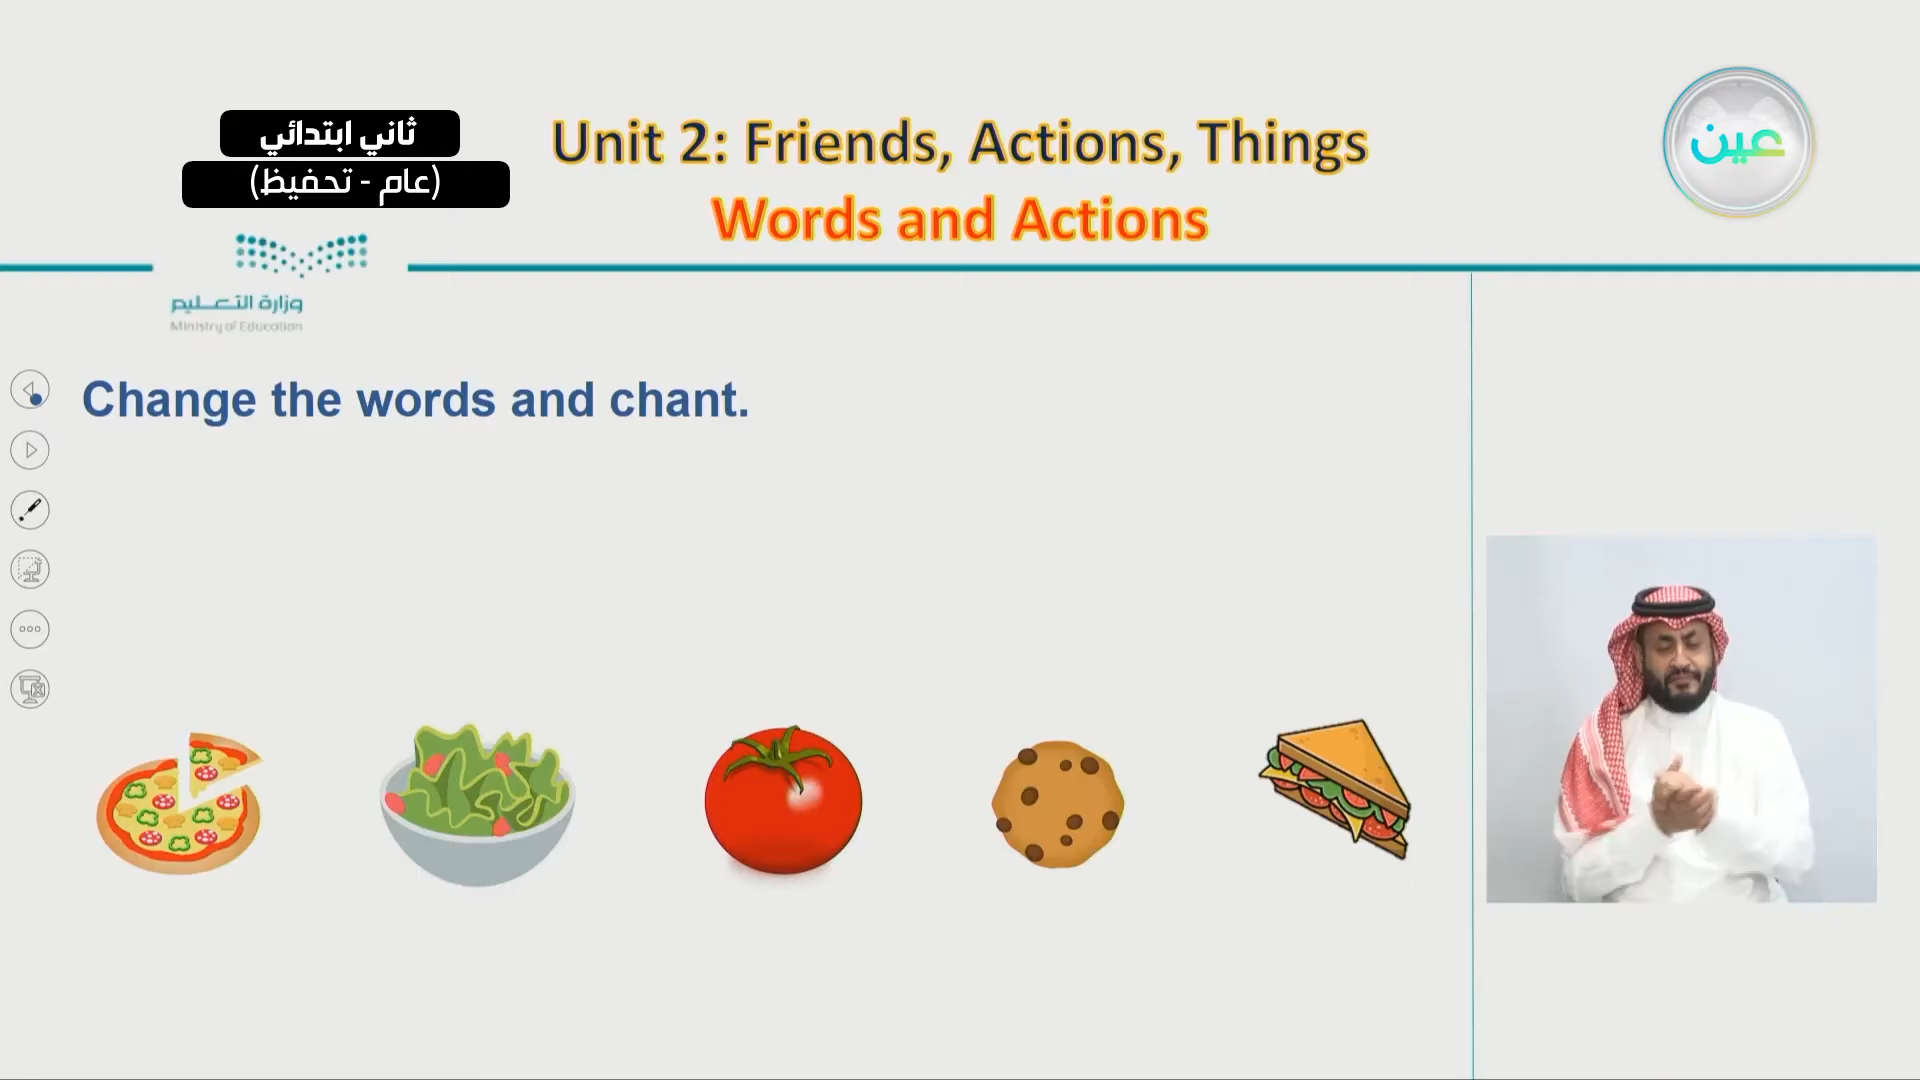 ثاني ابتدائي
(عام - تحفيظ)
Unit 2: Friends, Actions, Things
Words and Actions
عين
وزارة التعليم
Ministry of Education
Change the words and chant.